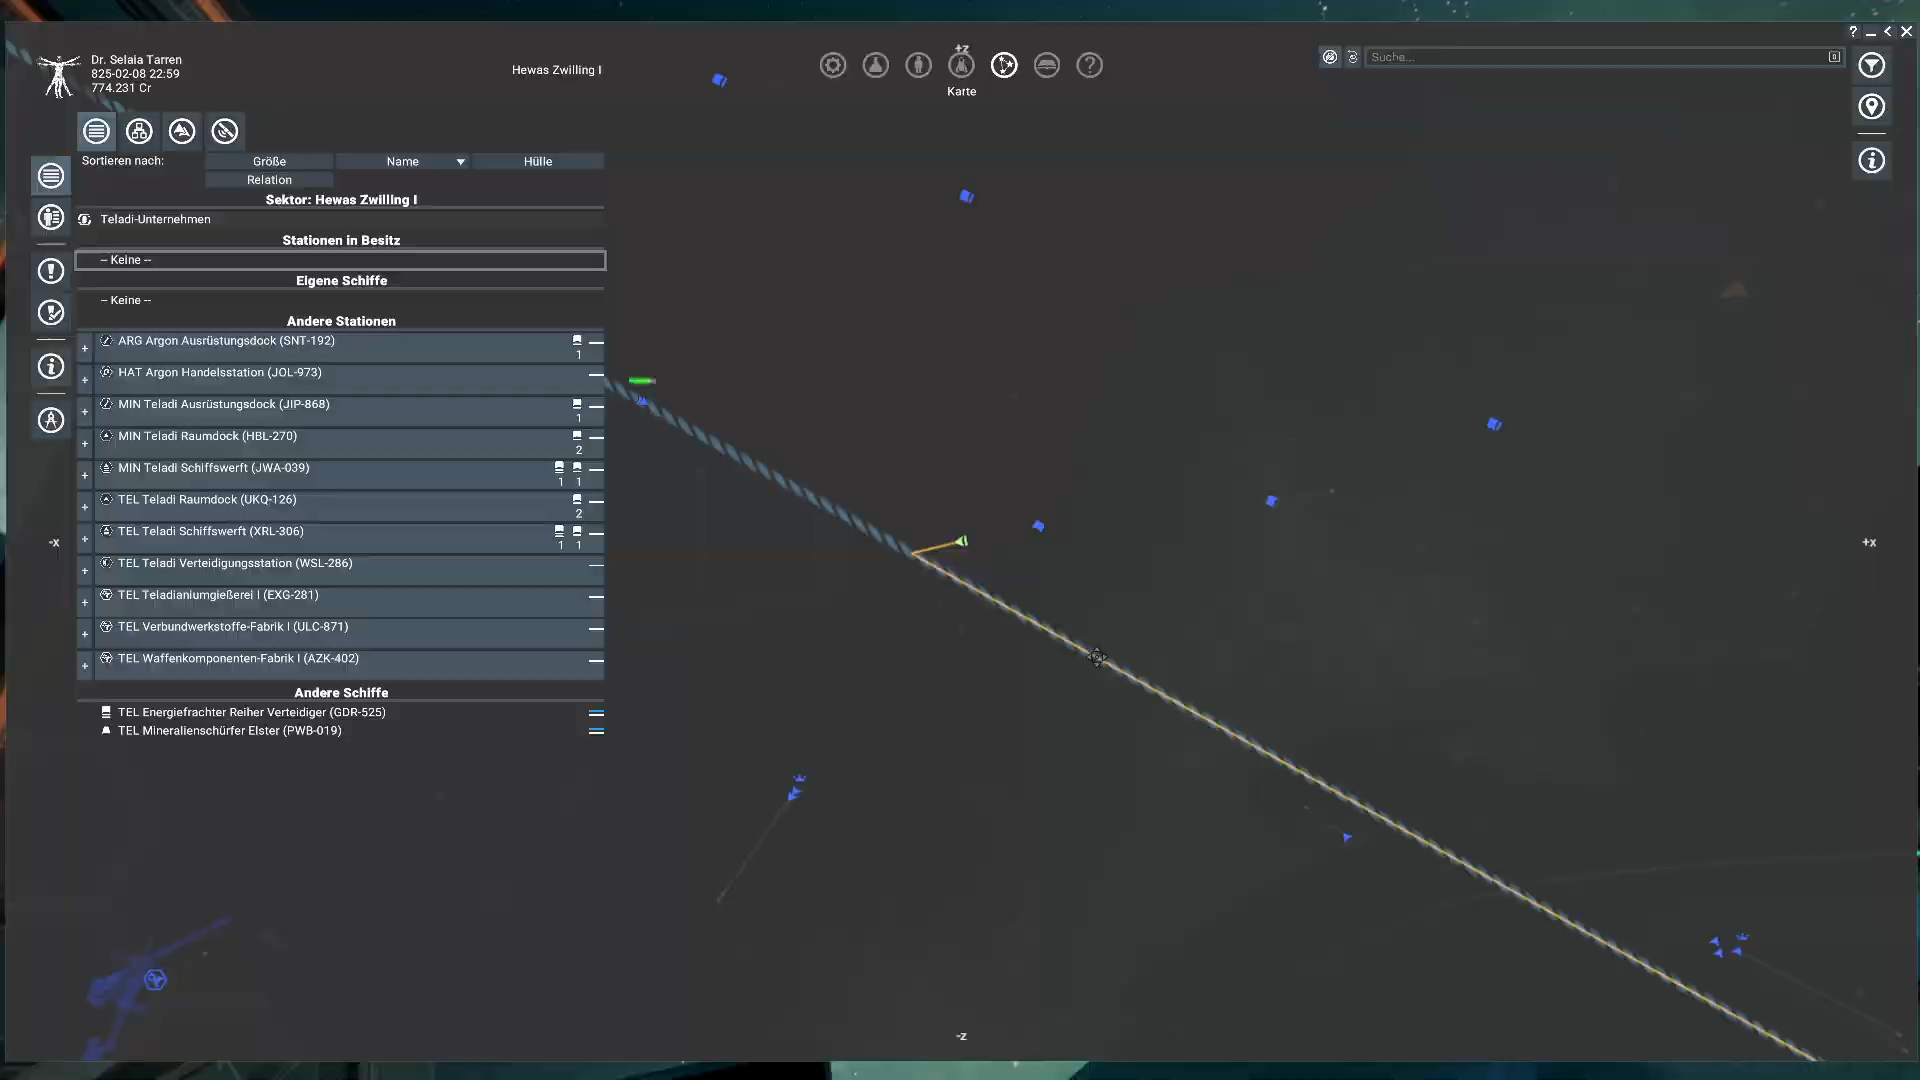 Dr. Selaia Tarren
825-02-08 22:59
774.231 Cr
Hewas Zwilling I
+z
Karte
Suche...
Sortieren nach:
Größe
Name
Hülle
Relation
Sektor: Hewas Zwilling I
Teladi-Unternehmen
Stationen in Besitz
-- Keine --
Eigene Schiffe
-- Keine --
Andere Stationen
ARG Argon Ausrüstungsdock (SNT-192)
1
HAT Argon Handelsstation (JOL-973)
MIN Teladi Ausrüstungsdock (JIP-868)
1
MIN Teladi Raumdock (HBL-270)
2
MIN Teladi Schiffswerft (JWA-039)
1 1
TEL Teladi Raumdock (UKQ-126)
2
TEL Teladi Schiffswerft (XRL-306)
1 1
TEL Teladi Verteidigungsstation (WSL-286)
TEL Teladianiumgießerei I (EXG-281)
TEL Verbundwerkstoffe-Fabrik I (ULC-871)
TEL Waffenkomponenten-Fabrik I (AZK-402)
Andere Schiffe
TEL Energiefrachter Reiher Verteidiger (GDR-525)
TEL Mineralienschürfer Elster (PWB-019)
-x
+x
-z